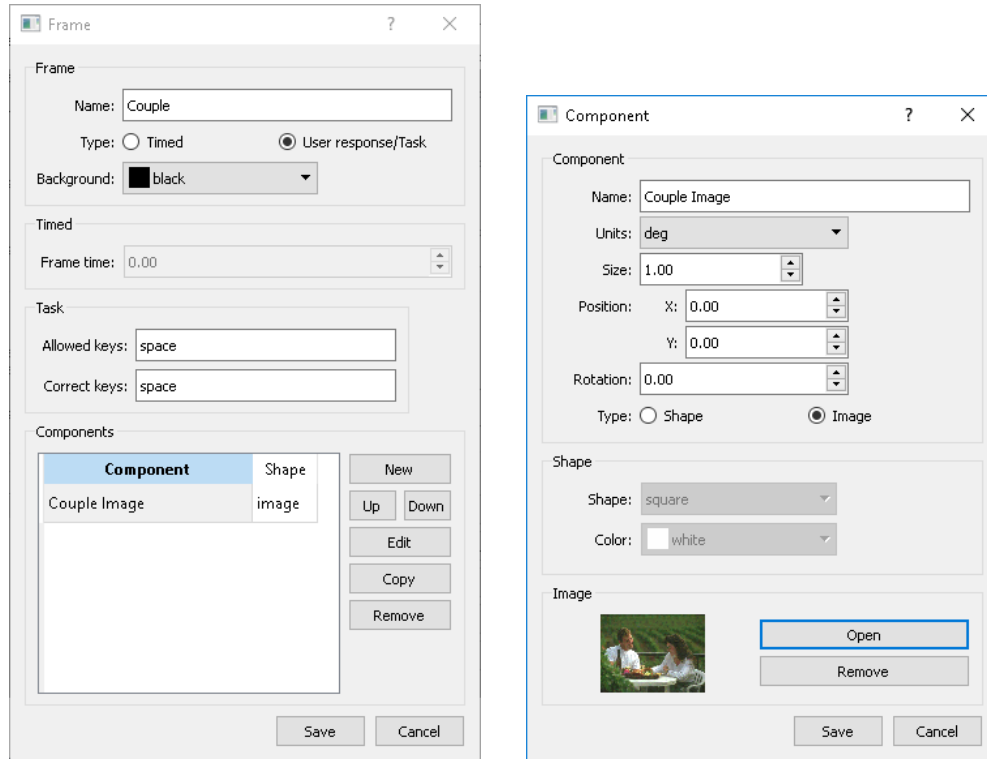 Frame ?
Frame
Name: Couple
Type: Timed User response/Task
Background: black
Timed
Frame time: 0.00
Task
Allowed keys: space
Correct keys: space
Components
Component Shape
Couple Image image
New
Up Down
Edit
Copy
Remove
Save Cancel
Component ?
Component
Name: Couple Image
Units: deg
Size: 1.00
Position: X: 0.00
Y: 0.00
Rotation: 0.00
Type: Shape Image
Shape
Shape: square
Color: white
Image
Open
Remove
Save Cancel